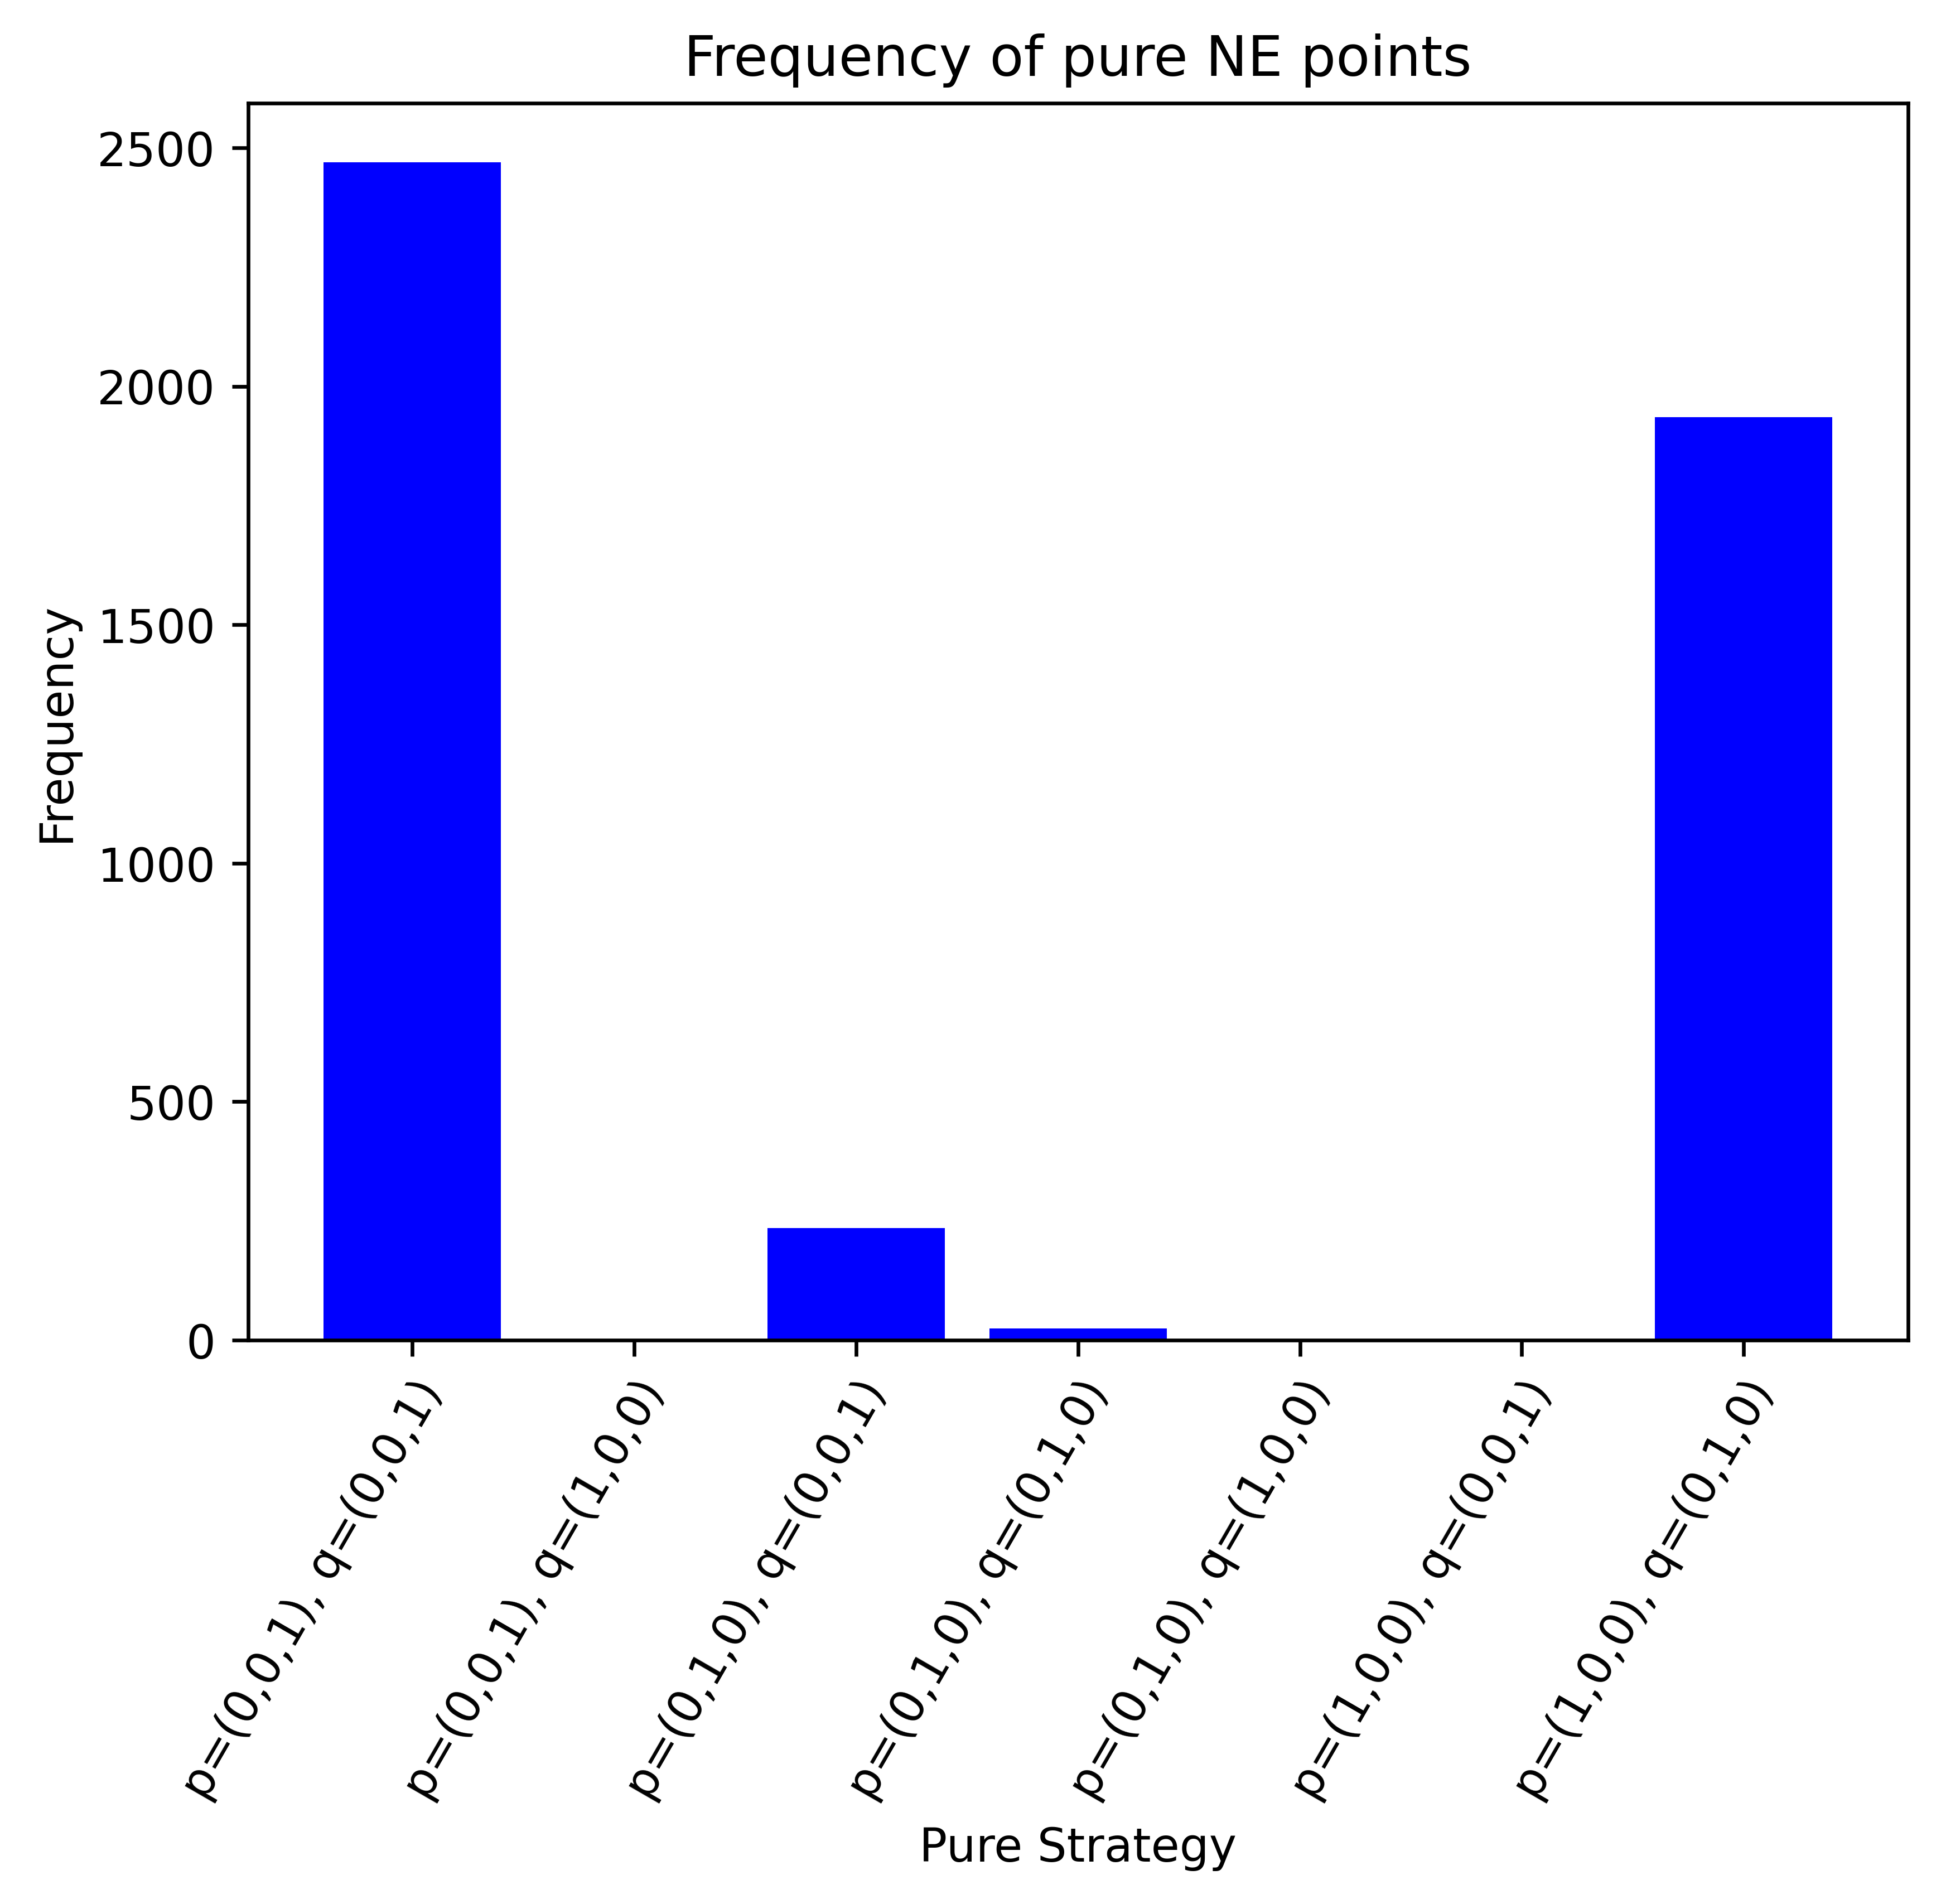 Frequency of pure NE points
2500
2000
1500
1000
500
0
Frequency
p=(0,0,1), q=(0,0,1)
p=(0,0,1), q=(1,0,0)
p=(0,1,0), q=(0,0,1)
p=(0,1,0), q=(0,1,0)
p=(0,1,0), q=(1,0,0)
p=(1,0,0), q=(0,0,1)
p=(1,0,0), q=(0,1,0)
Pure Strategy